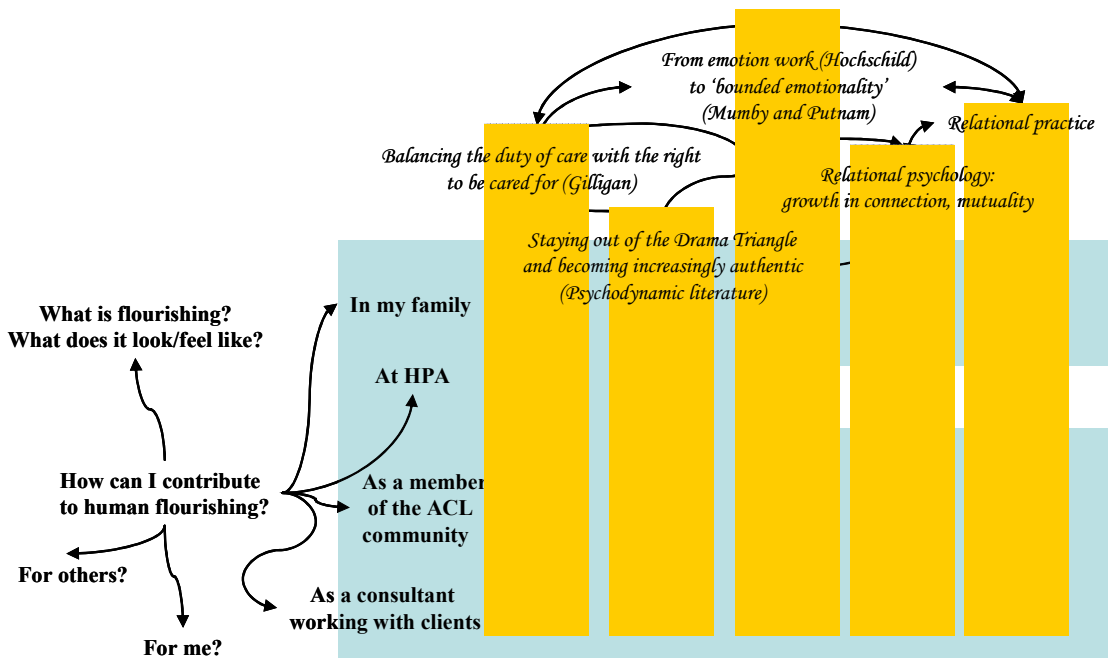 From emotion work (Hochschild)
to ‘bounded emotionality’
(Mumby and Putnam)
Relational practice
Balancing the duty of care with the right
to be cared for (Gilligan)
Relational psychology:
growth in connection, mutuality
Staying out of the Drama Triangle
and becoming increasingly authentic
(Psychodynamic literature)
In my family
What is flourishing?
What does it look/feel like?
At HPA
How can I contribute
to human flourishing?
As a member
of the ACL
community
For others?
As a consultant
working with clients
For me?